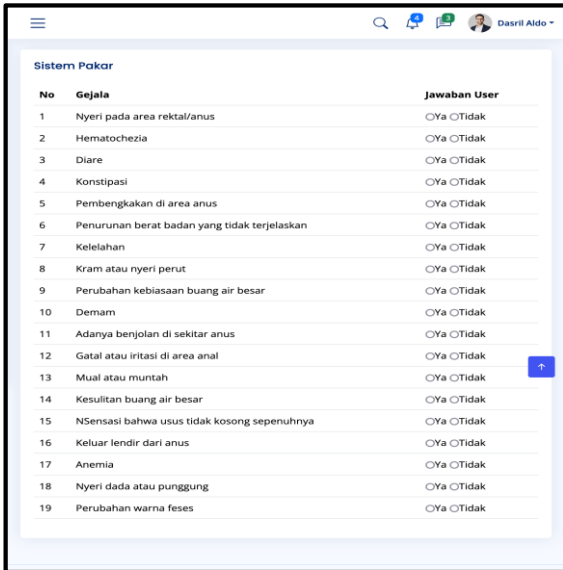 4 3 Dasril Aldo
Sistem Pakar
No Gejala Jawaban User
1 Nyeri pada area rektal/anus Ya Tidak
2 Hematochezia Ya Tidak
3 Diare Ya Tidak
4 Konstipasi Ya Tidak
5 Pembengkakan di area anus Ya Tidak
6 Penurunan berat badan yang tidak terjelaskan Ya Tidak
7 Kelelahan Ya Tidak
8 Kram atau nyeri perut Ya Tidak
9 Perubahan kebiasaan buang air besar Ya Tidak
10 Demam Ya Tidak
11 Adanya benjolan di sekitar anus Ya Tidak
12 Gatal atau iritasi di area anal Ya Tidak
13 Mual atau muntah Ya Tidak
14 Kesulitan buang air besar Ya Tidak
15 NSensasi bahwa usus tidak kosong sepenuhnya Ya Tidak
16 Keluar lendir dari anus Ya Tidak
17 Anemia Ya Tidak
18 Nyeri dada atau punggung Ya Tidak
19 Perubahan warna feses Ya Tidak